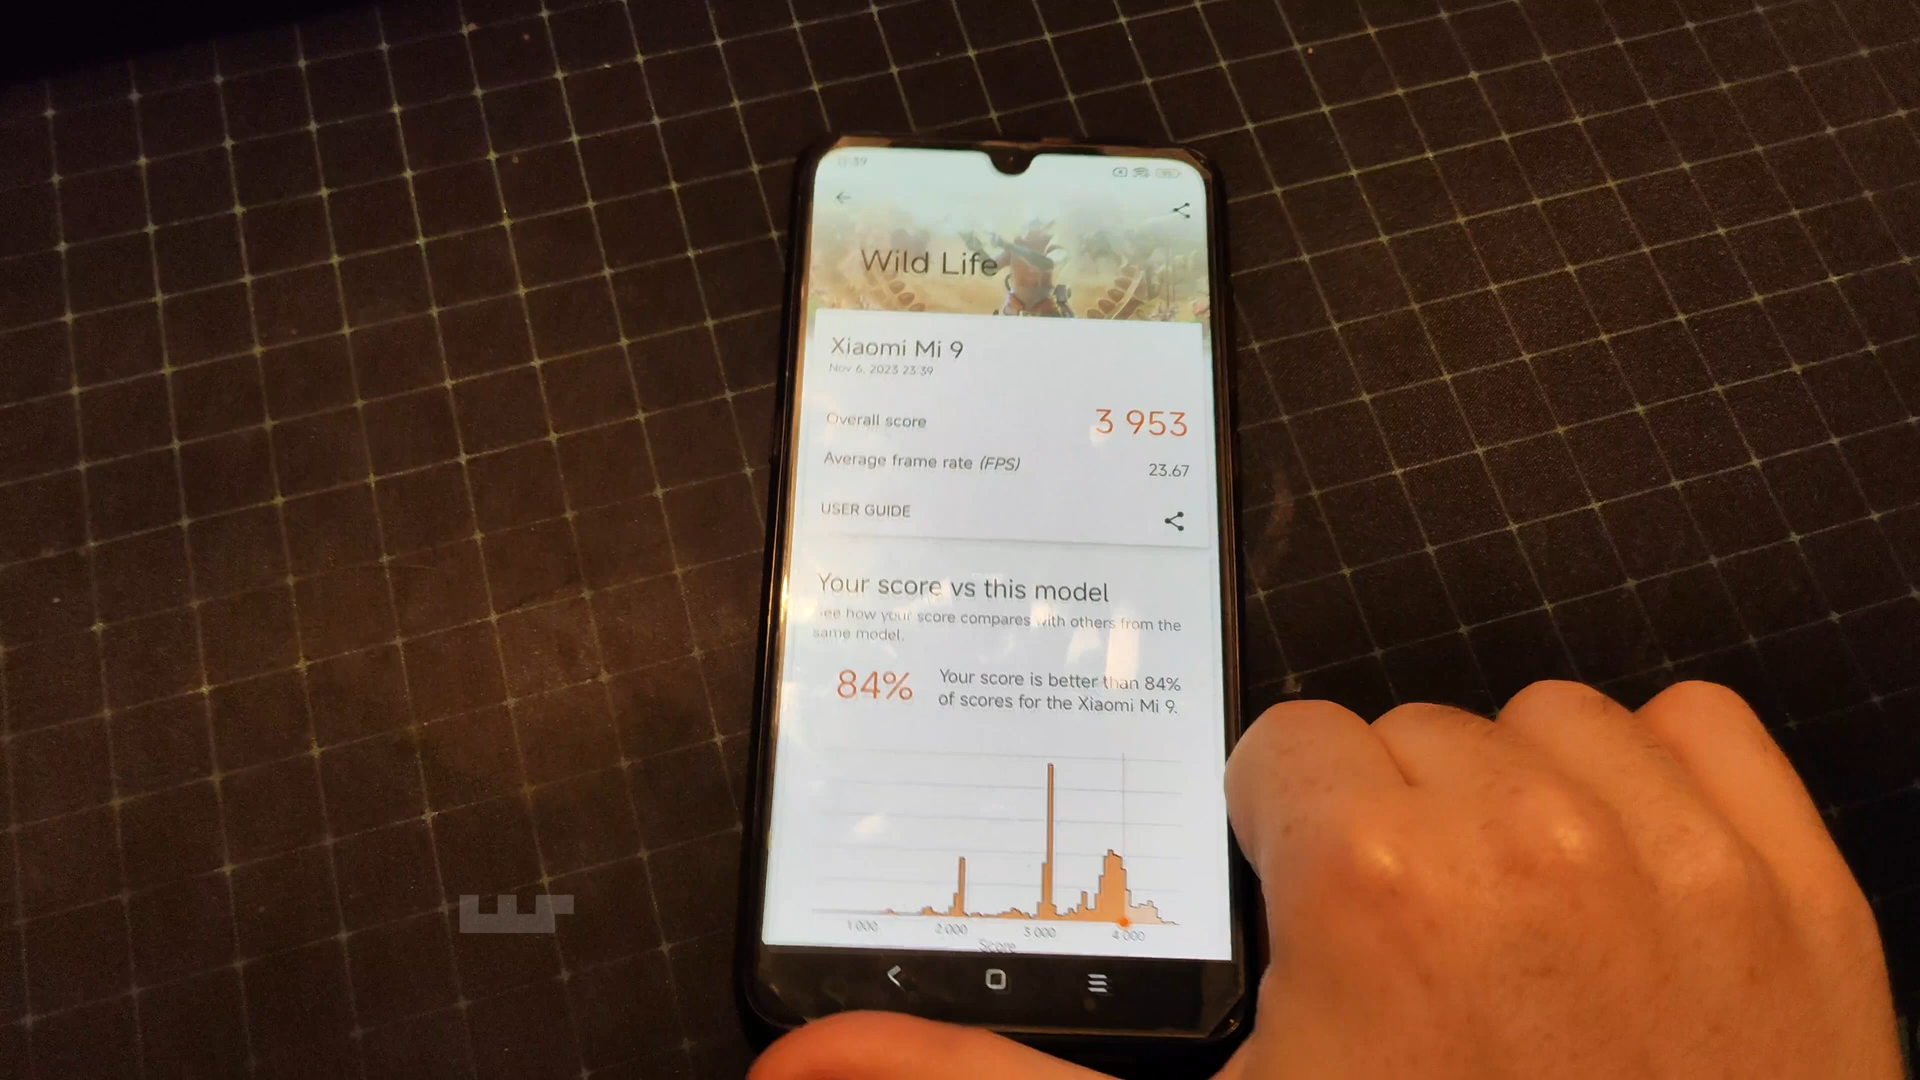 Wild Life
Xiaomi Mi 9
Nov 6, 2023 23:39
Overall score
3 953
Average frame rate (FPS)
23.67
USER GUIDE
Your score vs this model
See how your score compares with others from the
same model.
84%
Your score is better than 84%
of scores for the Xiaomi Mi 9.
1 000 2 000 3 000 4 000
Score